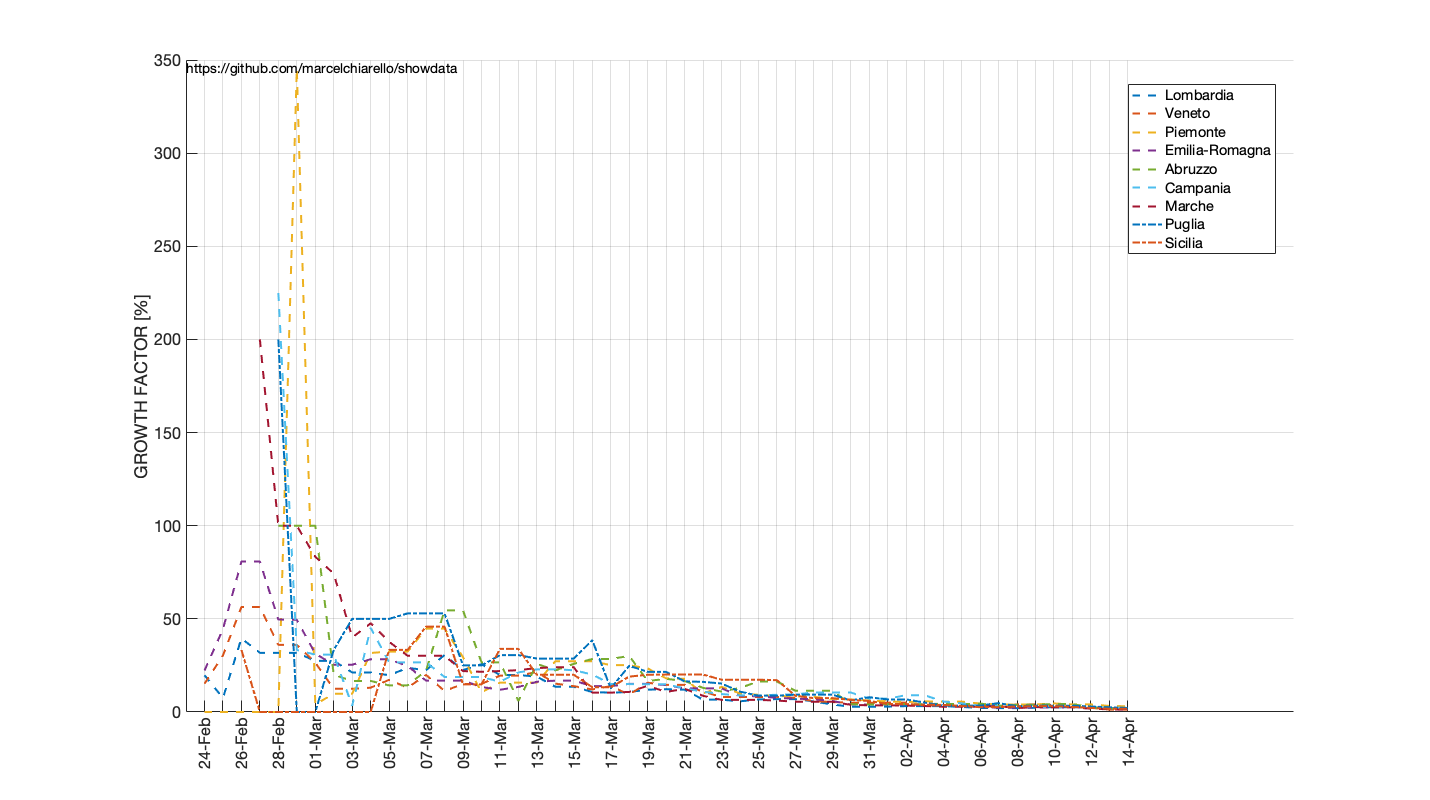 https://github.com/marcelchiarello/showdata
350
300
250
200
150
100
50
0
GROWTH FACTOR [%]
Lombardia
Veneto
Piemonte
Emilia-Romagna
Abruzzo
Campania
Marche
Puglia
Sicilia
24-Feb
26-Feb
28-Feb
01-Mar
03-Mar
05-Mar
07-Mar
09-Mar
11-Mar
13-Mar
15-Mar
17-Mar
19-Mar
21-Mar
23-Mar
25-Mar
27-Mar
29-Mar
31-Mar
02-Apr
04-Apr
06-Apr
08-Apr
10-Apr
12-Apr
14-Apr